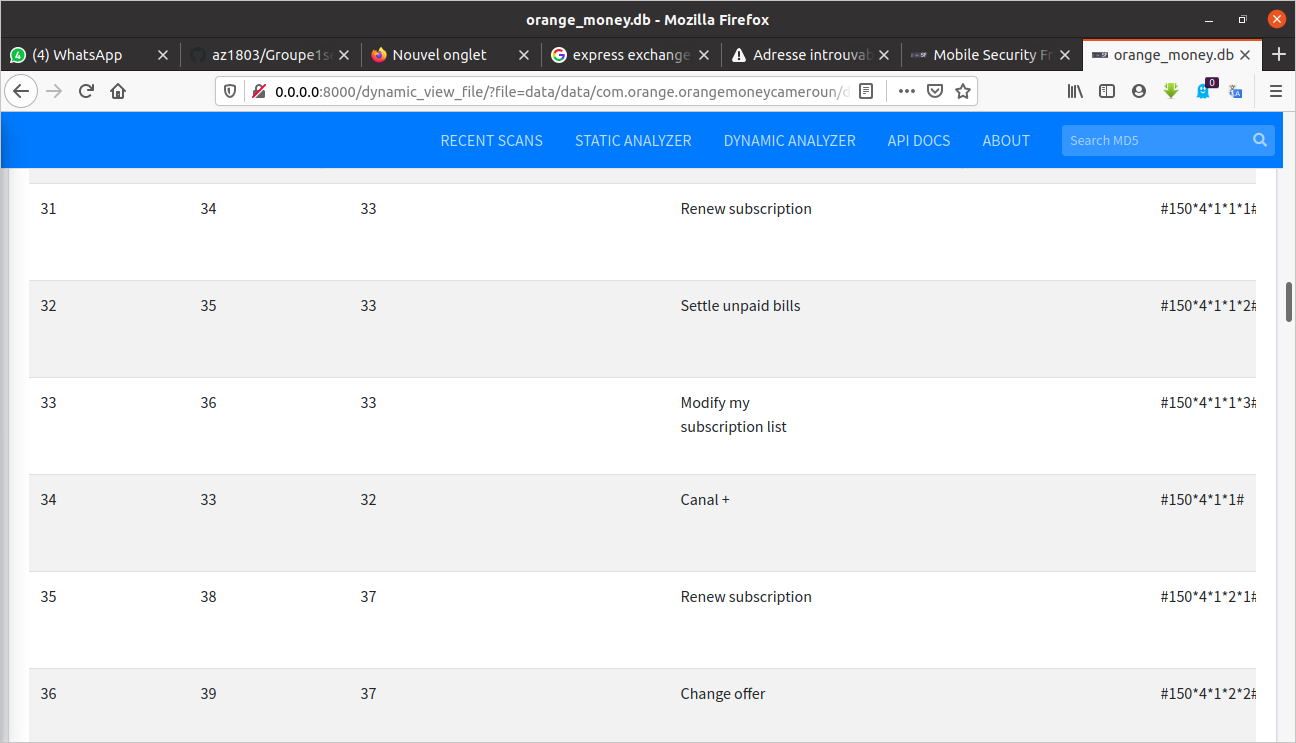 orange_money.db - Mozilla Firefox
(4) WhatsApp
az1803/Groupe1s
Nouvel onglet
express exchange
Adresse introuvab
Mobile Security Fr
orange_money.db
0.0.0.0:8000/dynamic_view_file/?file=data/data/com.orange.orangemoneycameroun/d
0
RECENT SCANS STATIC ANALYZER DYNAMIC ANALYZER API DOCS ABOUT Search MD5
31 34 33 Renew subscription #150*4*1*1*1#
32 35 33 Settle unpaid bills #150*4*1*1*2#
33 36 33 Modify my
subscription list #150*4*1*1*3#
34 33 32 Canal + #150*4*1*1#
35 38 37 Renew subscription #150*4*1*2*1#
36 39 37 Change offer #150*4*1*2*2#